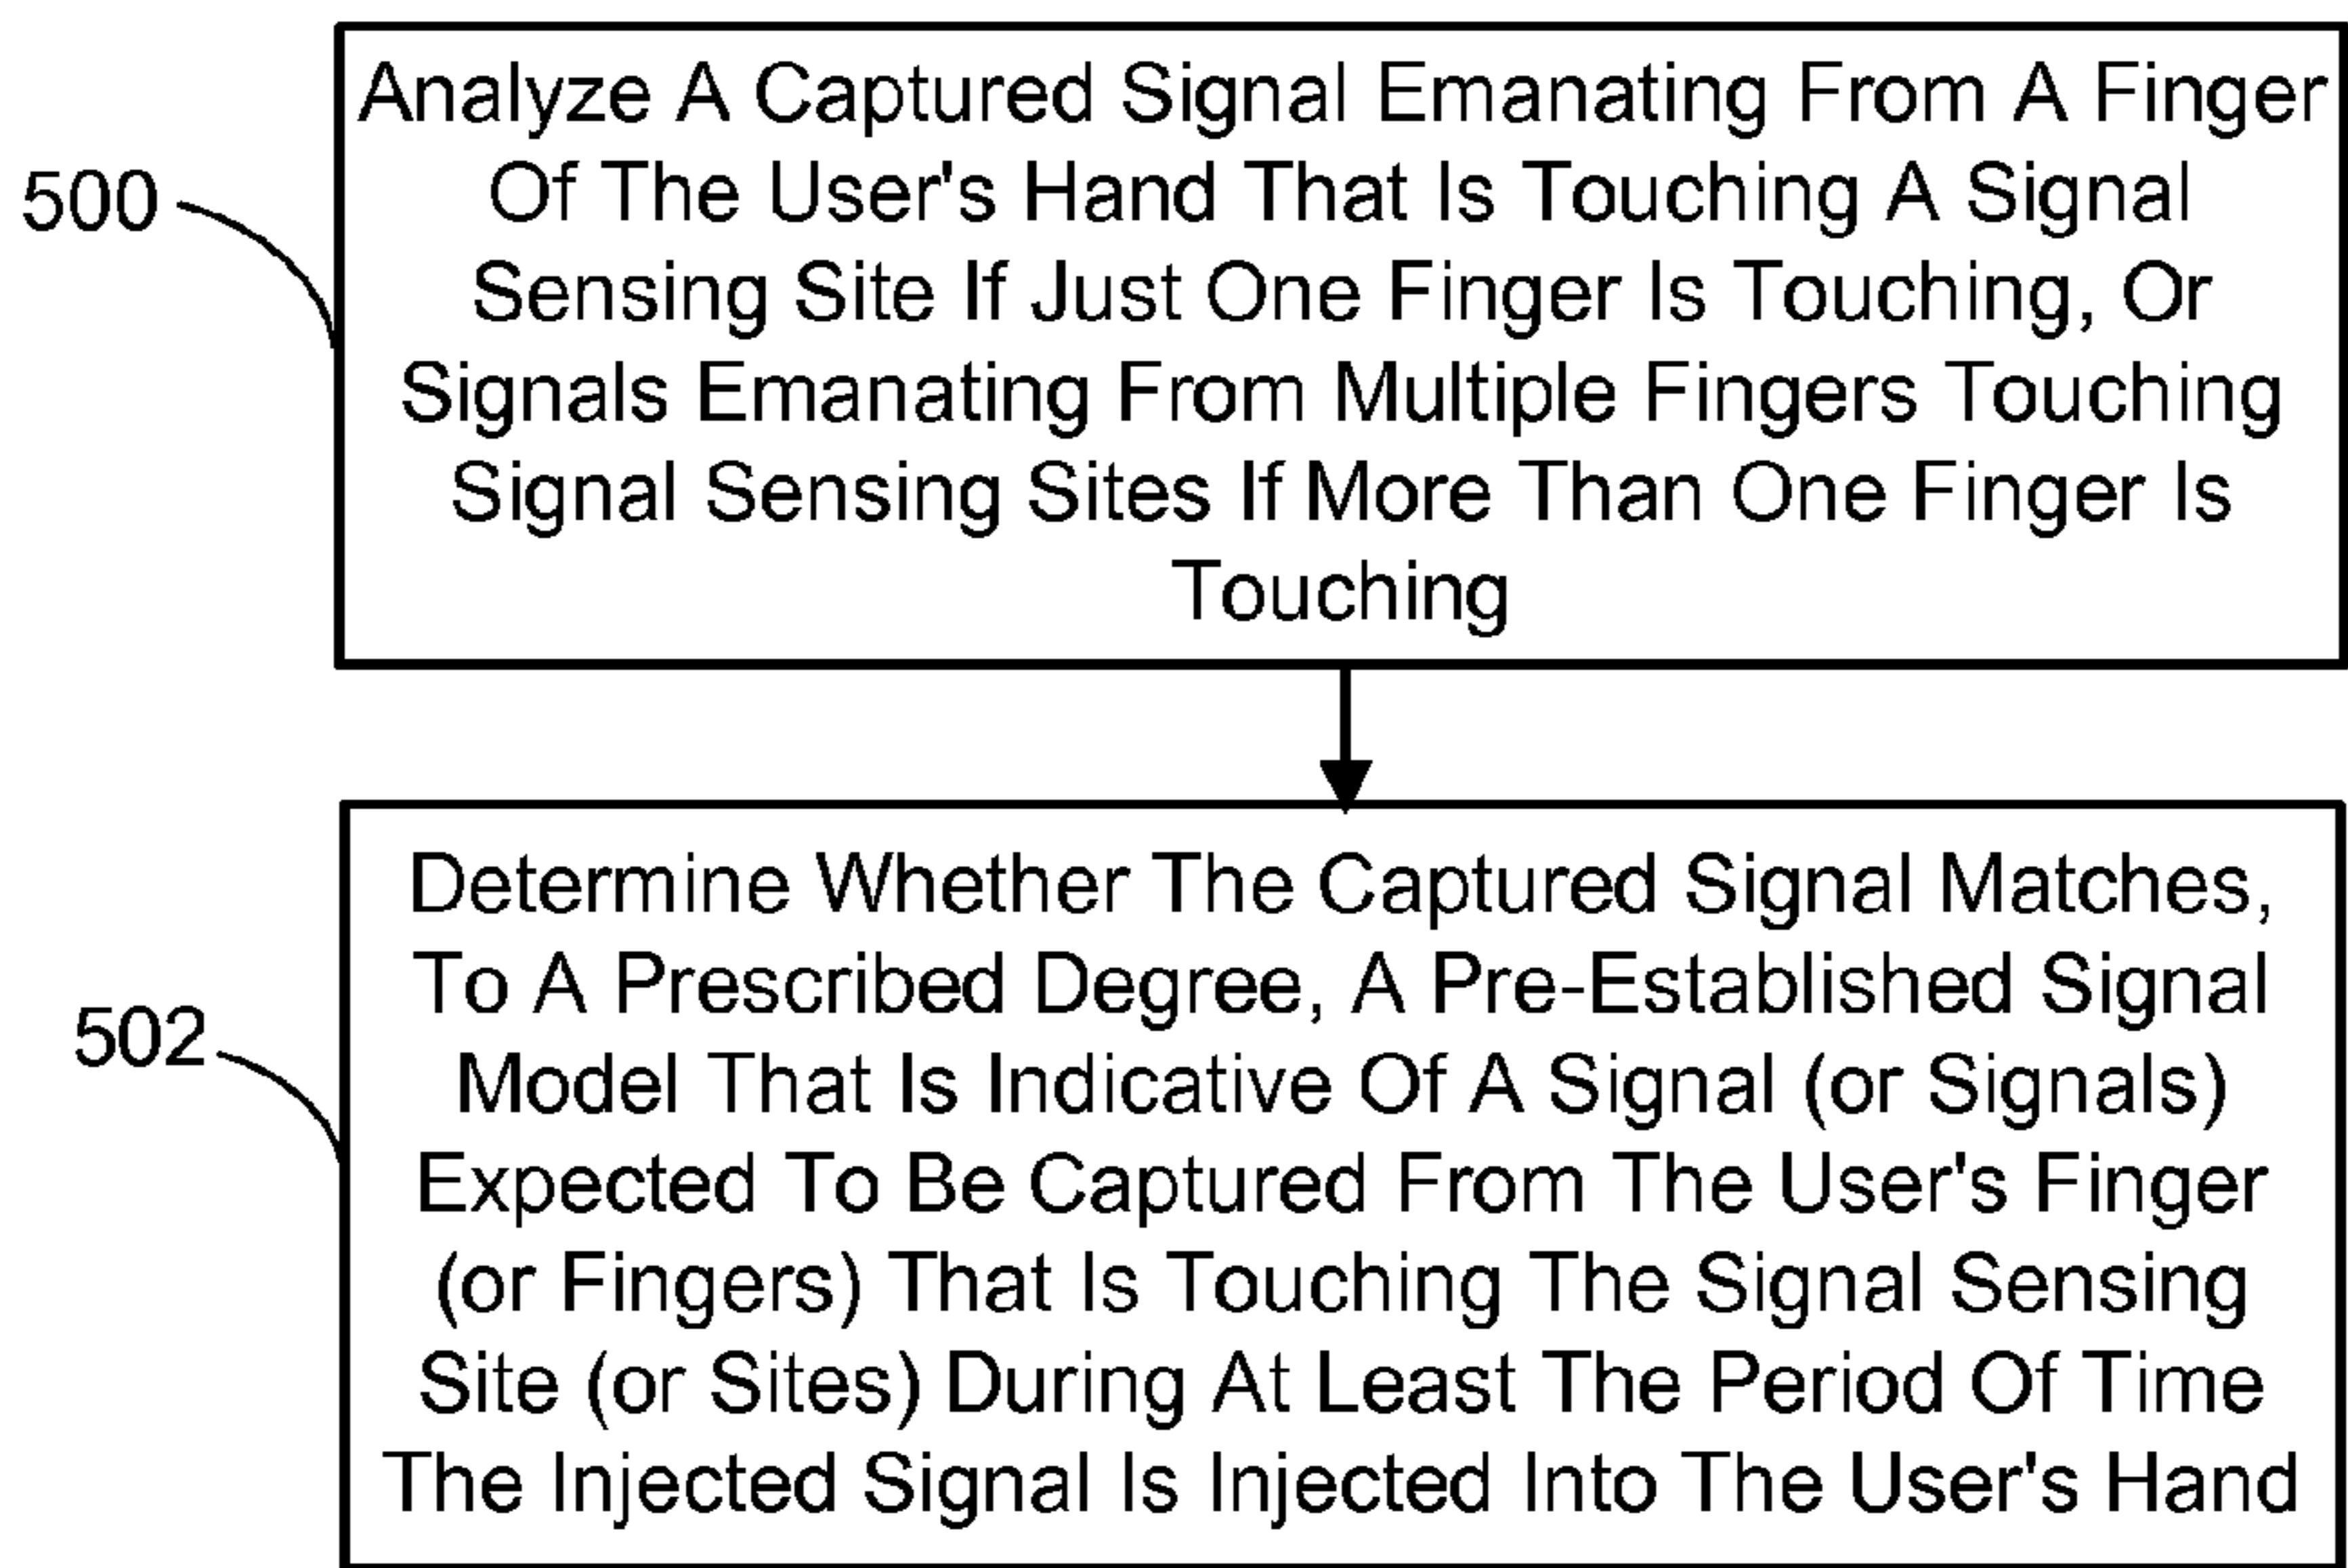 Analyze A Captured Signal Emanating From A Finger
Of The User's Hand That Is Touching A Signal
500
Sensing Site If Just One Finger Is Touching, Or
Signals Emanating From Multiple Fingers Touching
Signal Sensing Sites If More Than One Finger Is
Touching
Determine Whether The Captured Signal Matches,
To A Prescribed Degree, A Pre-Established Signal
502
Model That Is Indicative Of A Signal (or Signals)
Expected To Be Captured From The User's Finger
(or Fingers) That Is Touching The Signal Sensing
Site (or Sites) During At Least The Period Of Time
The Injected Signal Is Injected Into The User's Hand